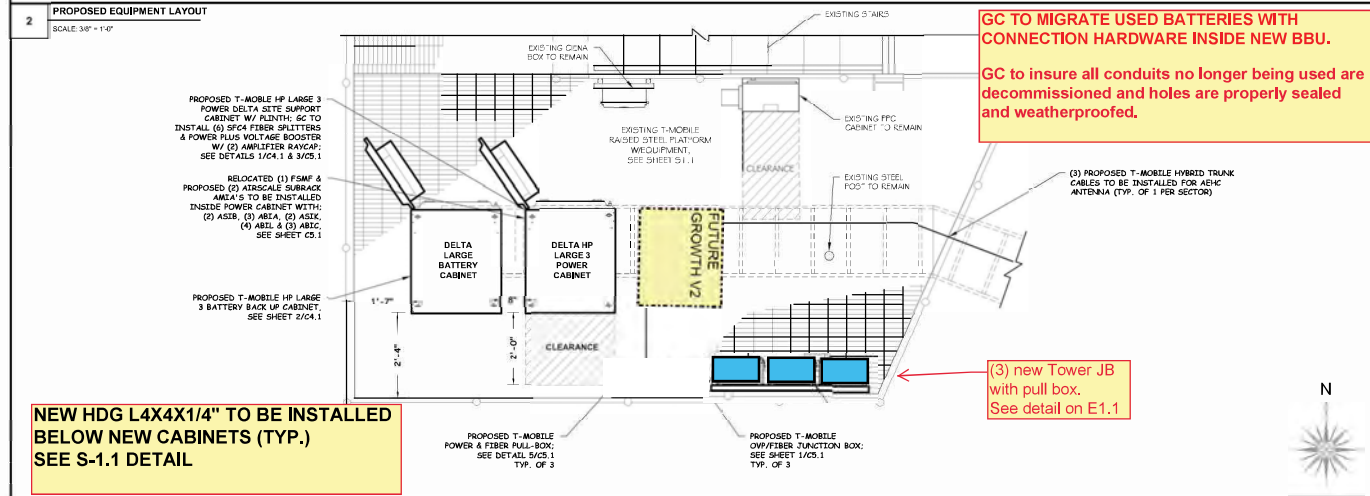 2
PROPOSED EQUIPMENT LAYOUT
SCALE: 3/8" = 1'-0"
EXISTING STAIRS
GC TO MIGRATE USED BATTERIES WITH
CONNECTION HARDWARE INSIDE NEW BBU.
GC to insure all conduits no longer being used are
decommissioned and holes are properly sealed
and weatherproofed.
EXISTING CIENA
BOX TO REMAIN
PROPOSED T-MOBLE HP LARGE 3
POWER DELTA SITE SUPPORT
CABINET W/ PLINTH; GC TO
INSTALL (6) SFC4 FIBER SPLITTERS
& POWER PLUS VOLTAGE BOOSTER
W/ (2) AMPLIFIER RAYCAP;
SEE DETAILS 1/C4.1 & 3/C5.1
EXISTING T-MOBILE
RAISED STEEL PLATFORM
W/EQUIPMENT,
SEE SHEET S1.1
EXISTING PPC
CABINET TO REMAIN
CLEARANCE
RELOCATED (1) FSMF &
PROPOSED (2) AIRSCALE SUBRACK
AMIA'S TO BE INSTALLED
INSIDE POWER CABINET WITH;
(2) ASIB, (3) ABIA, (2) ASIK,
(4) ABIL & (3) ABIC,
SEE SHEET C5.1
EXISTING STEEL
POST TO REMAIN
(3) PROPOSED T-MOBILE HYBRID TRUNK
CABLES TO BE INSTALLED FOR AEHC
ANTENNA (TYP. OF 1 PER SECTOR)
DELTA
LARGE
BATTERY
CABINET
DELTA HP
LARGE 3
POWER
CABINET
FUTURE
GROWTH V2
PROPOSED T-MOBILE HP LARGE
3 BATTERY BACK UP CABINET,
SEE SHEET 2/C4.1
1'-7"
8"
2'-4"
2'-0"
CLEARANCE
(3) new Tower JB
with pull box.
See detail on E1.1
N
NEW HDG L4X4X1/4" TO BE INSTALLED
BELOW NEW CABINETS (TYP.)
SEE S-1.1 DETAIL
PROPOSED T-MOBILE
POWER & FIBER PULL-BOX;
SEE DETAIL 5/C5.1
TYP. OF 3
PROPOSED T-MOBILE
OVP/FIBER JUNCTION BOX;
SEE SHEET 1/C5.1
TYP. OF 3